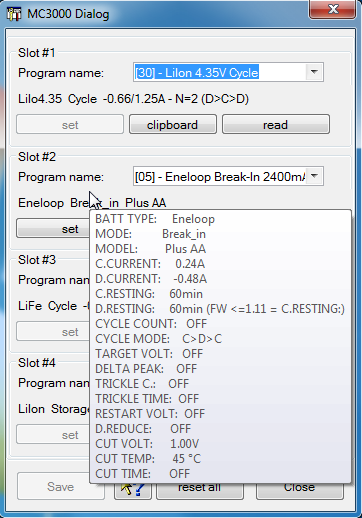 MC3000 Dialog
Slot #1
Program name: [30] - LiIon 4.35V Cycle
LiIo4.35 Cycle -0.66/1.25A - N=2 (D>C>D)
set clipboard read
Slot #2
Program name: [05] - Eneloop Break-In 2400mA
Eneloop Break_in Plus AA
set
BATT TYPE: Eneloop
MODE: Break_in
MODEL: Plus AA
C.CURRENT: 0.24A
D.CURRENT: -0.48A
Slot #3
C.RESTING: 60min
Program nam
D.RESTING: 60min (FW <=1.11 = C.RESTING:)
LiFe Cycle -0
CYCLE COUNT: OFF
CYCLE MODE: C>D>C
set
TARGET VOLT: OFF
DELTA PEAK: OFF
Slot #4
TRICKLE C.: OFF
Program nam
TRICKLE TIME: OFF
LiIon Storage
RESTART VOLT: OFF
D.REDUCE: OFF
set
CUT VOLT: 1.00V
CUT TEMP: 45 °C
CUT TIME: OFF
Save ? reset all Close